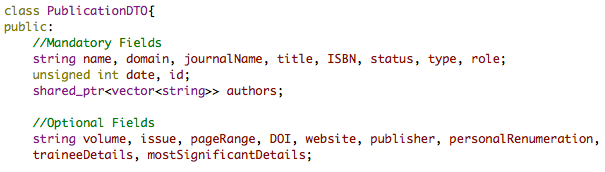 class PublicationDTO{
public:
    //Mandatory Fields
    string name, domain, journalName, title, ISBN, status, type, role;
    unsigned int date, id;
    shared_ptr<vector<string>> authors;

    //Optional Fields
    string volume, issue, pageRange, DOI, website, publisher, personalRenumeration,
    traineeDetails, mostSignificantDetails;